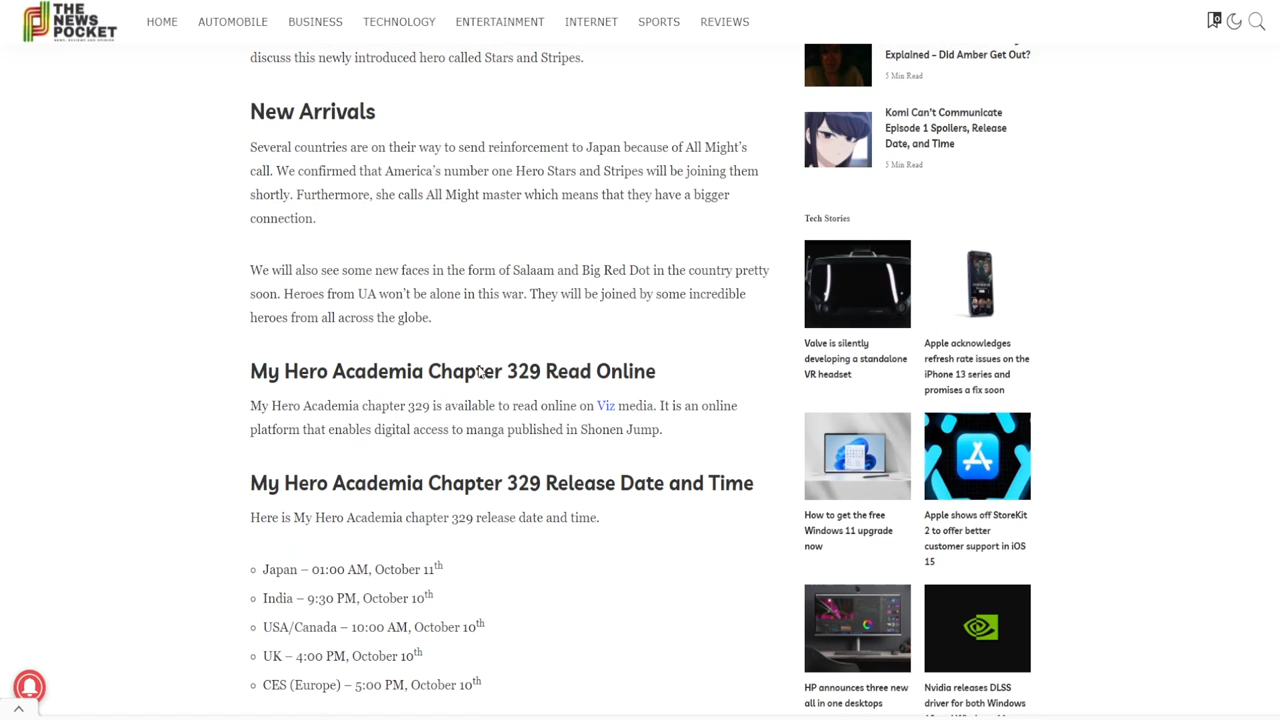 THE
NEWS
POCKET
NEWS, REVIEWS AND OPINION
HOME
AUTOMOBILE
BUSINESS
TECHNOLOGY
ENTERTAINMENT
INTERNET
SPORTS
REVIEWS
discuss this newly introduced hero called Stars and Stripes.
New Arrivals
Several countries are on their way to send reinforcement to Japan because of All Might's
call. We confirmed that America's number one Hero Stars and Stripes will be joining them
shortly. Furthermore, she calls All Might master which means that they have a bigger
connection.
We will also see some new faces in the form of Salaam and Big Red Dot in the country pretty
soon. Heroes from UA won't be alone in this war. They will be joined by some incredible
heroes from all across the globe.
My Hero Academia Chapter 329 Read Online
My Hero Academia chapter 329 is available to read online on Viz media. It is an online
platform that enables digital access to manga published in Shonen Jump.
My Hero Academia Chapter 329 Release Date and Time
Here is My Hero Academia chapter 329 release date and time.
Japan – 01:00 AM, October 11th
India – 9:30 PM, October 10th
USA/Canada – 10:00 AM, October 10th
UK – 4:00 PM, October 10th
CES (Europe) – 5:00 PM, October 10th
Explained – Did Amber Get Out?
5 Min Read
Komi Can't Communicate
Episode 1 Spoilers, Release
Date, and Time
5 Min Read
Tech Stories
Valve is silently
developing a standalone
VR headset
Apple acknowledges
refresh rate issues on the
iPhone 13 series and
promises a fix soon
How to get the free
Windows 11 upgrade
now
Apple shows off StoreKit
2 to offer better
customer support in iOS
15
HP announces three new
all in one desktops
Nvidia releases DLSS
driver for both Windows